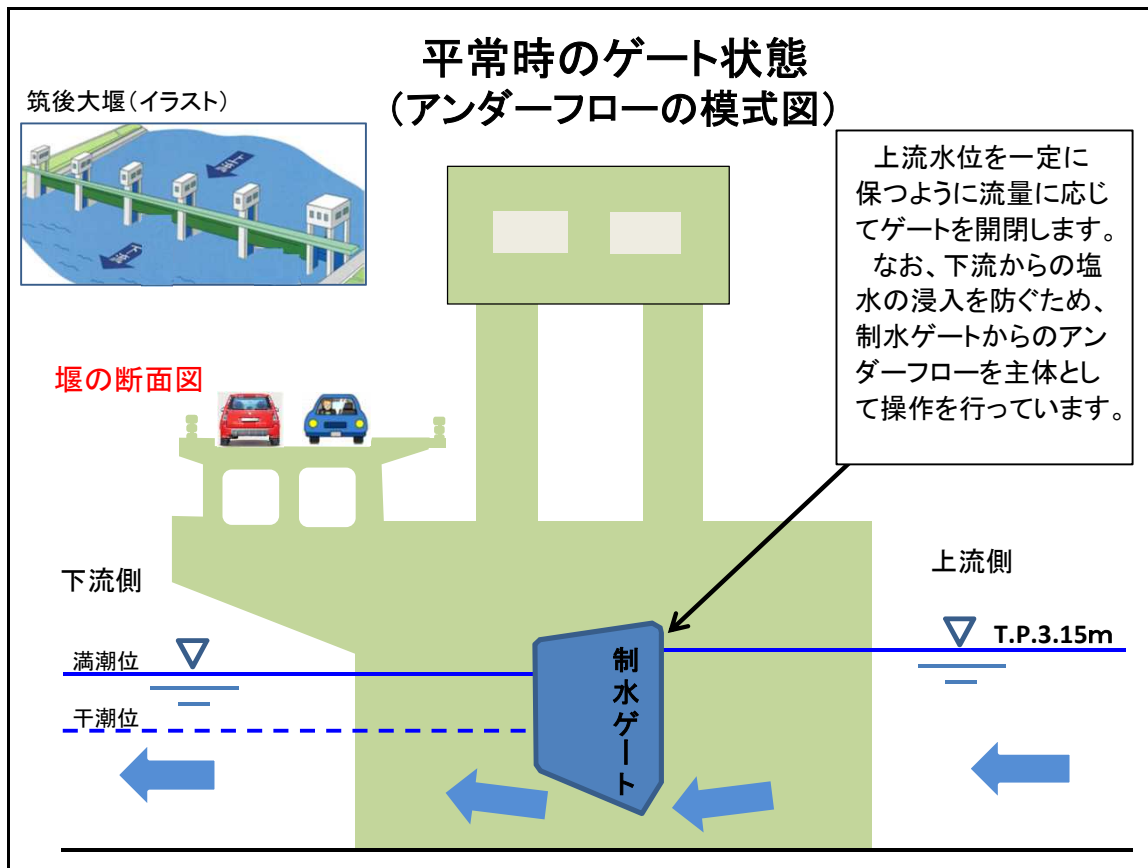 平常時のゲート状態
(アンダーフローの模式図)
筑後大堰(イラスト)
上流水位を一定に
保つように流量に応じ
てゲートを開閉します。
なお、下流からの塩
水の浸入を防ぐため、
制水ゲートからのアン
ダーフローを主体とし
て操作を行っています。
堰の断面図
下流側
上流側
T.P.3.15m
満潮位
干潮位
制水ゲート